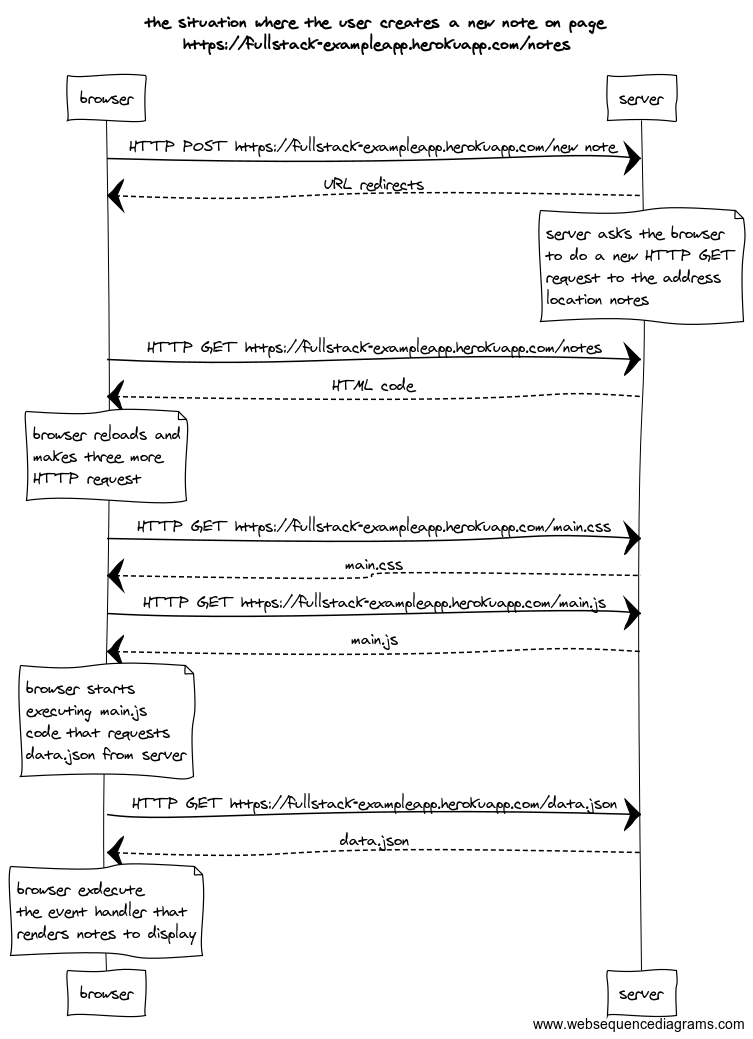 the situation where the user creates a new note on page
https://fullstack-exampleapp.herokuapp.com/notes
browser
server
HTTP POST https://fullstack-exampleapp.herokuapp.com/new note
URL redirects
server asks the browser
to do a new HTTP GET
request to the address
location notes
HTTP GET https://fullstack-exampleapp.herokuapp.com/notes
HTML code
browser reloads and
makes three more
HTTP request
HTTP GET https://fullstack-exampleapp.herokuapp.com/main.css
main.css
HTTP GET https://fullstack-exampleapp.herokuapp.com/main.js
main.js
browser starts
executing main.js
code that requests
data.json from server
HTTP GET https://fullstack-exampleapp.herokuapp.com/data.json
data.json
browser exdecute
the event handler that
renders notes to display
browser
server
www.websequencediagrams.com